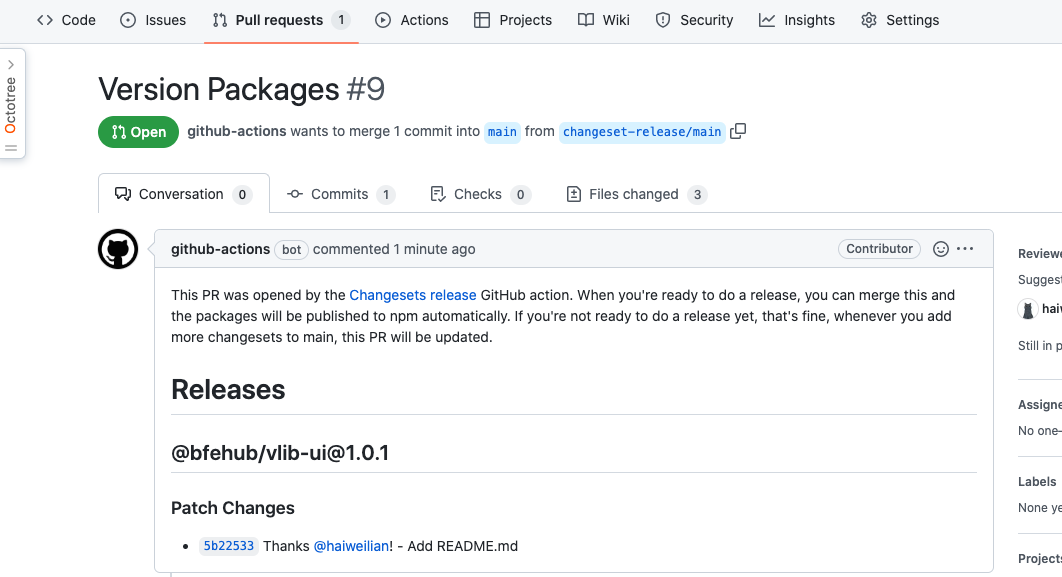 Code Issues Pull requests 1 Actions Projects Wiki Security Insights Settings
Octotree
Version Packages #9
Open github-actions wants to merge 1 commit into main from changeset-release/main
Conversation 0 Commits 1 Checks 0 Files changed 3
github-actions bot commented 1 minute ago Contributor
This PR was opened by the Changesets release GitHub action. When you're ready to do a release, you can merge this and
the packages will be published to npm automatically. If you're not ready to do a release yet, that's fine, whenever you add
more changesets to main, this PR will be updated.
Releases
@bfehub/vlib-ui@1.0.1
Patch Changes
5b22533 Thanks @haiweilian! - Add README.md
Reviewe
Sugges
hai
Still in p
Assigne
No one–
Labels
None ye
Projects